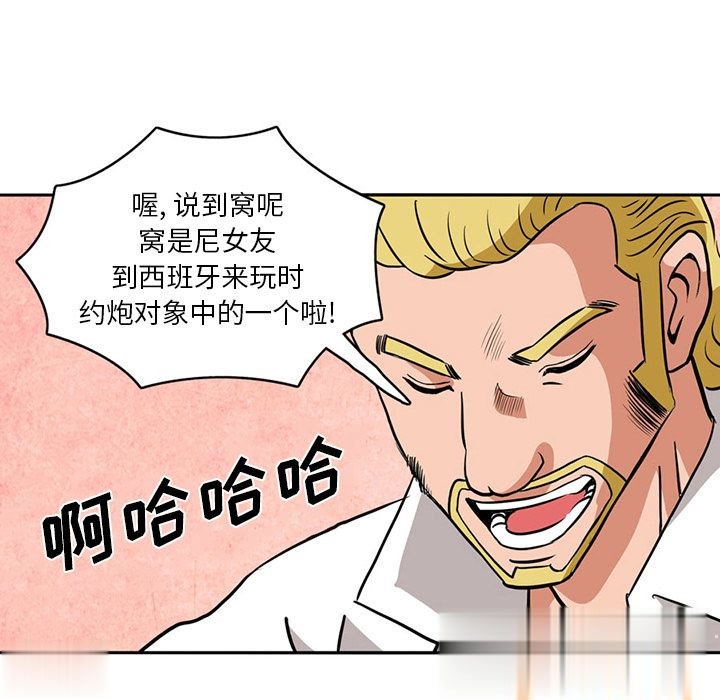 喔, 说到窝呢
窝是尼女友
到西班牙来玩时
约炮对象中的一个啦!
啊哈哈哈